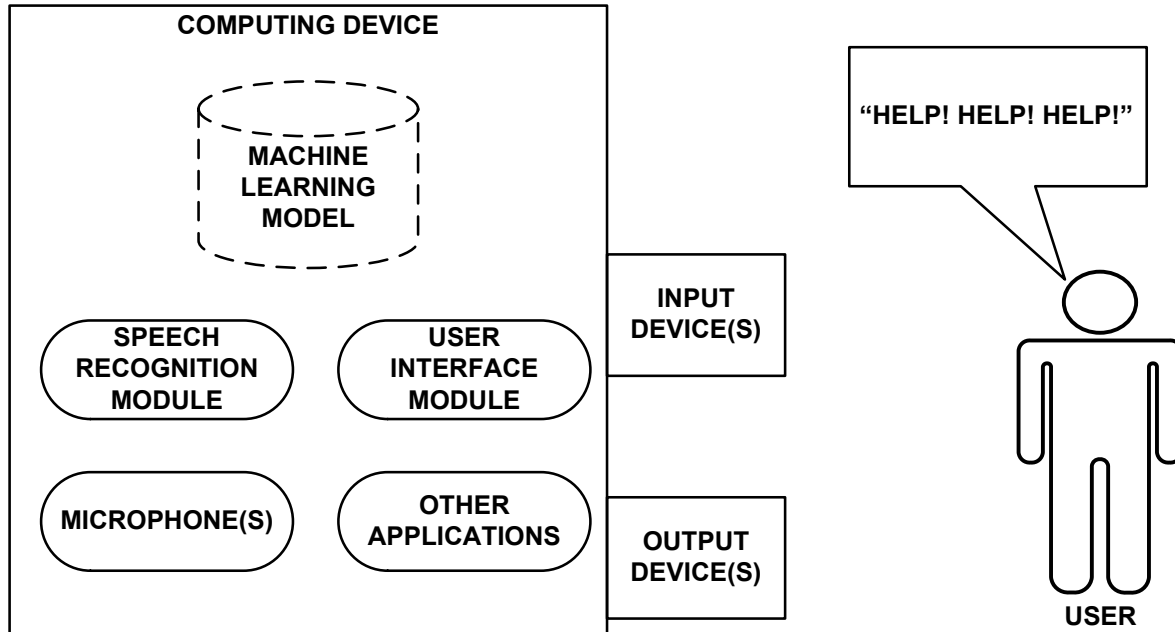 COMPUTING DEVICE
MACHINE
LEARNING
MODEL
SPEECH
RECOGNITION
MODULE
USER
INTERFACE
MODULE
MICROPHONE(S)
OTHER
APPLICATIONS
INPUT
DEVICE(S)
OUTPUT
DEVICE(S)
“HELP! HELP! HELP!”
USER